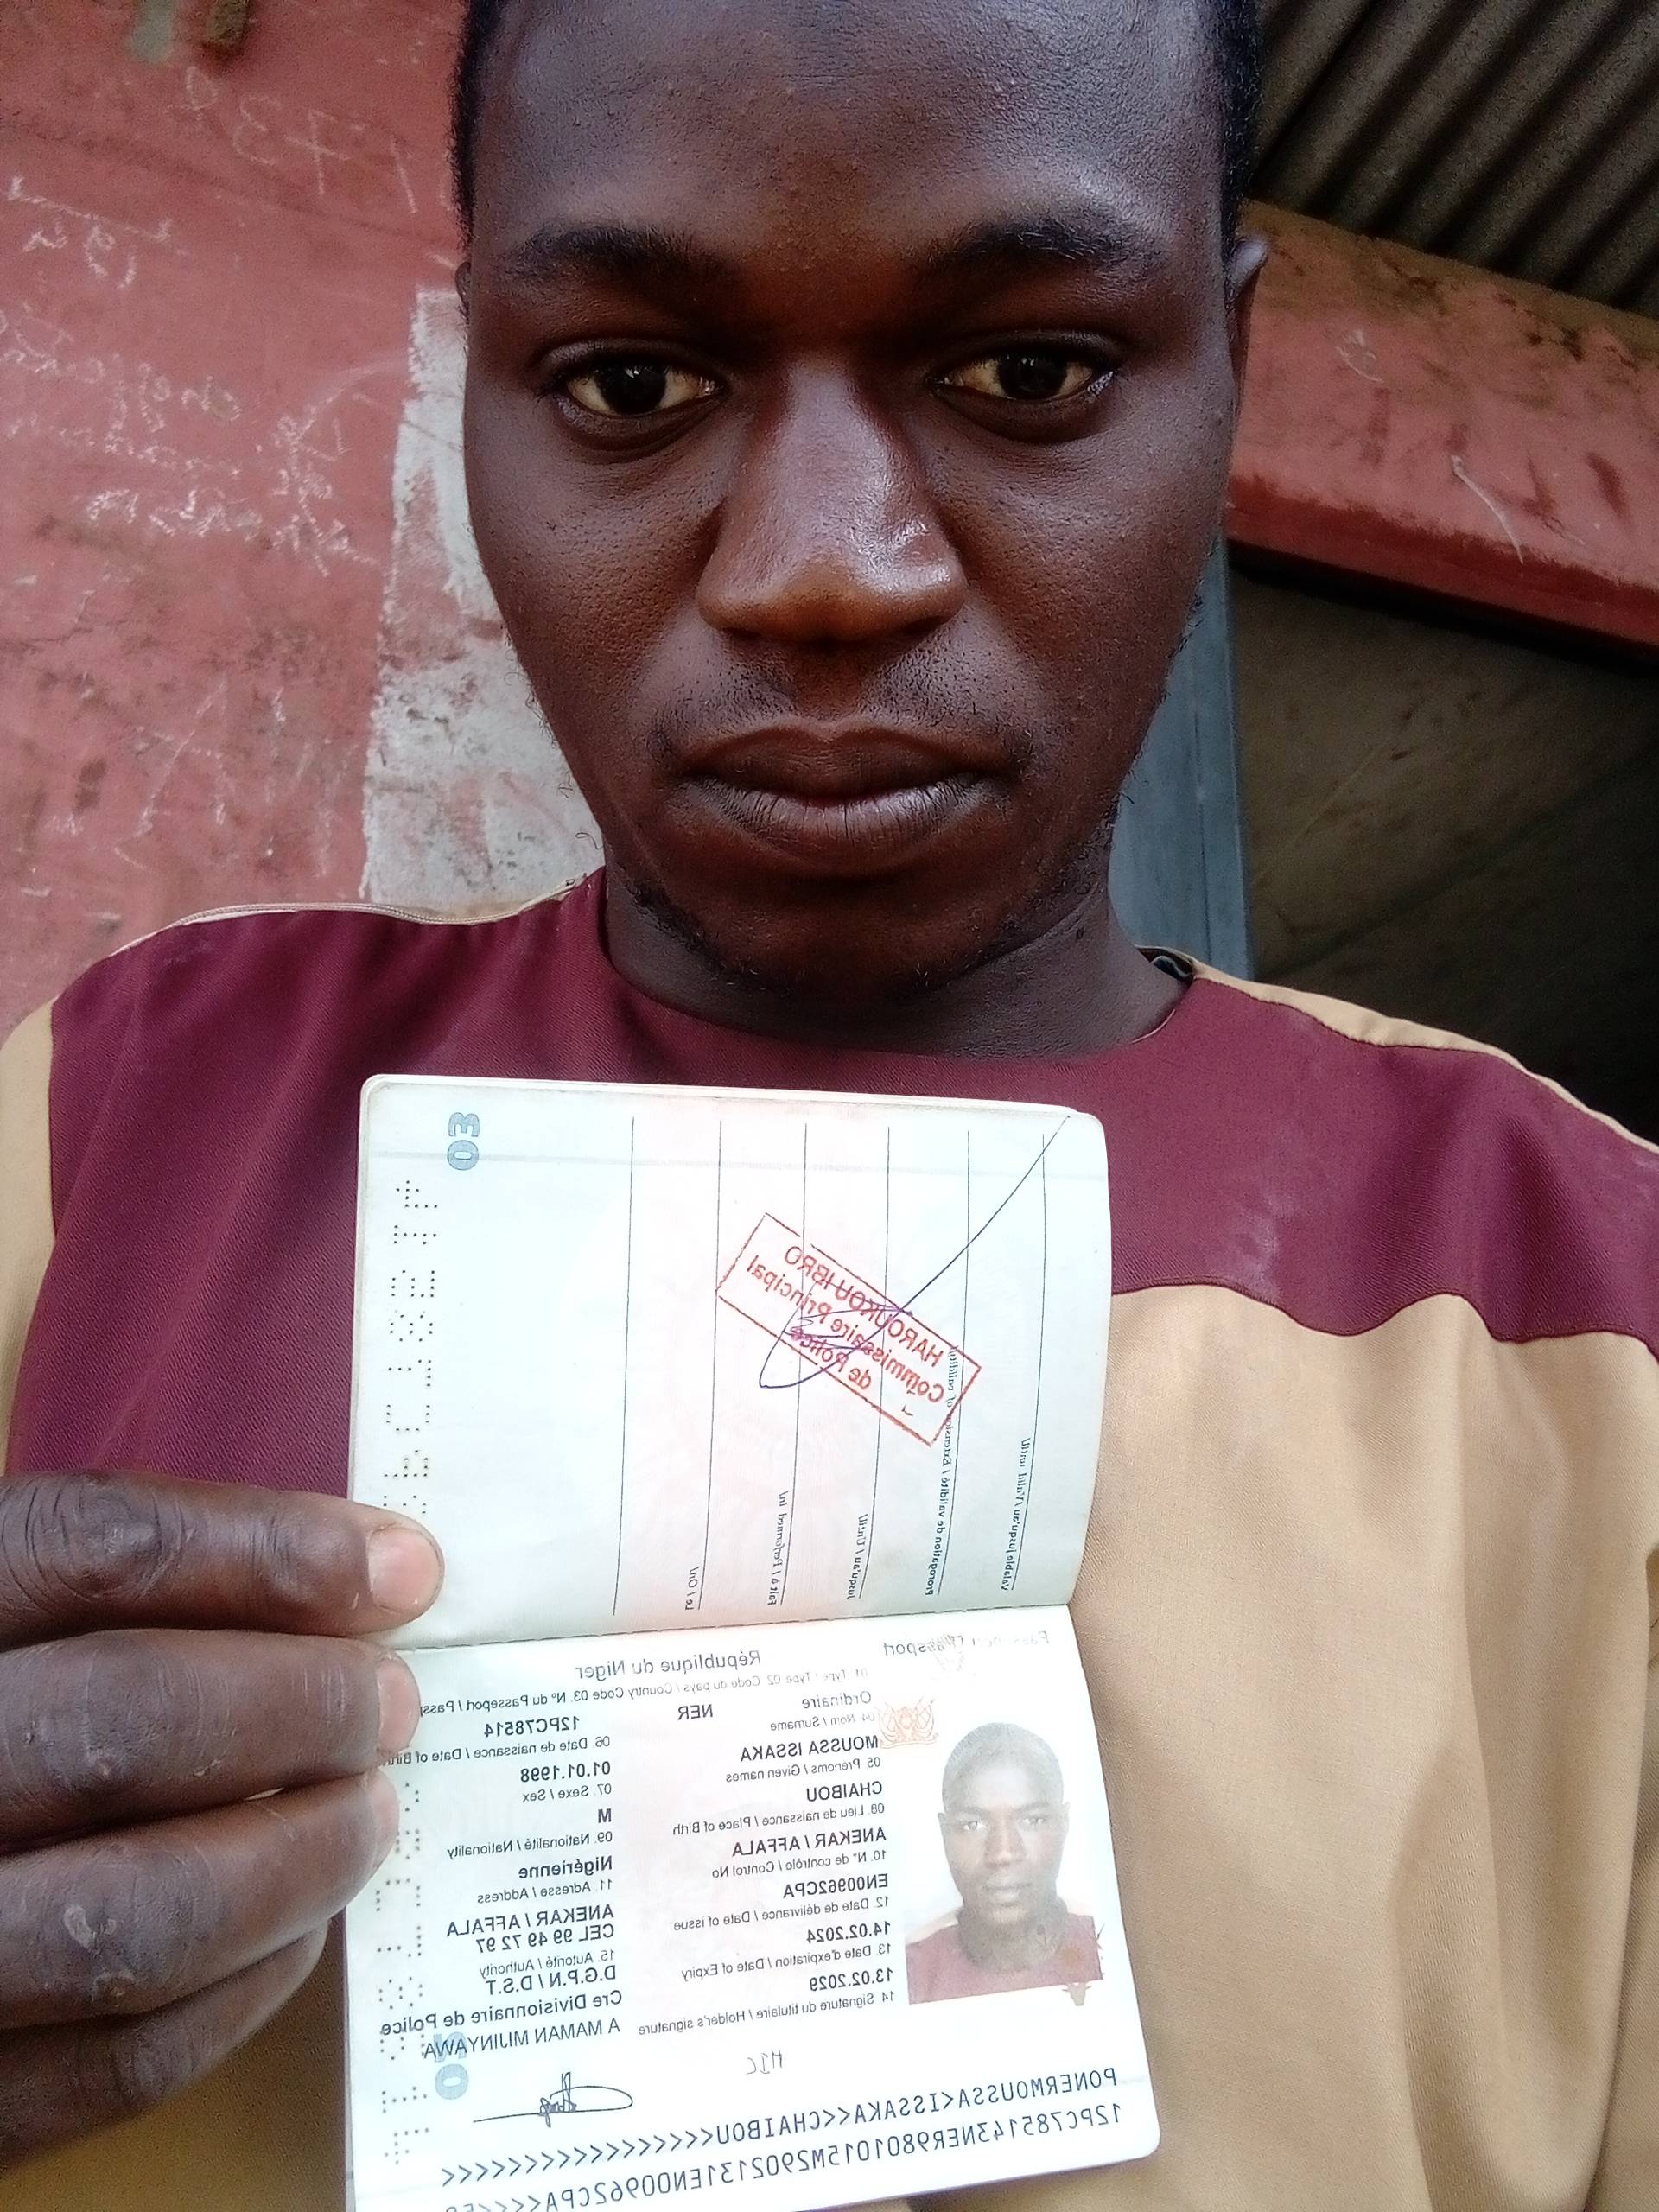 03
12PC78514
Valable jusqu'au / Valid until
Prorogation de validité / Extension of validity
Jusqu'au / Until
Fait à / Performed in
Le / On
HAROUKOU IBRO
Commissaire Principal
de Police
Passeport / Passport
République du Niger
01. Type / Type 02. Code du pays / Country Code 03. N° du Passeport /
Ordinaire NER 12PC78514
04. Nom / Surname
MOUSSA ISSAKA
06. Date de naissance / Date of Birth
01.01.1998
05. Prénoms / Given names
CHAIBOU
07. Sexe / Sex
M
08. Lieu de naissance / Place of Birth
ANEKAR / AFFALA
09. Nationalité / Nationality
Nigérienne
10. N° de contrôle / Control No
EN00962CPA
11. Adresse / Address
ANEKAR / AFFALA
CEL 99 49 72 97
12. Date de délivrance / Date of issue
14.02.2024
13. Date d'expiration / Date of Expiry
13.02.2029
15. Autorité / Authority
D.G.P.N / D.S.T
Cre Divisionnaire de Police
A MAMAN MIJINYAWA
14. Signature du titulaire / Holder's signature
MIC
02
PONERMOUSSA<ISSAKA<<CHAIBOU<<<<<<<<<<<<<<<<<
12PC785143NER9801015M2902131EN00962CPA<<<<